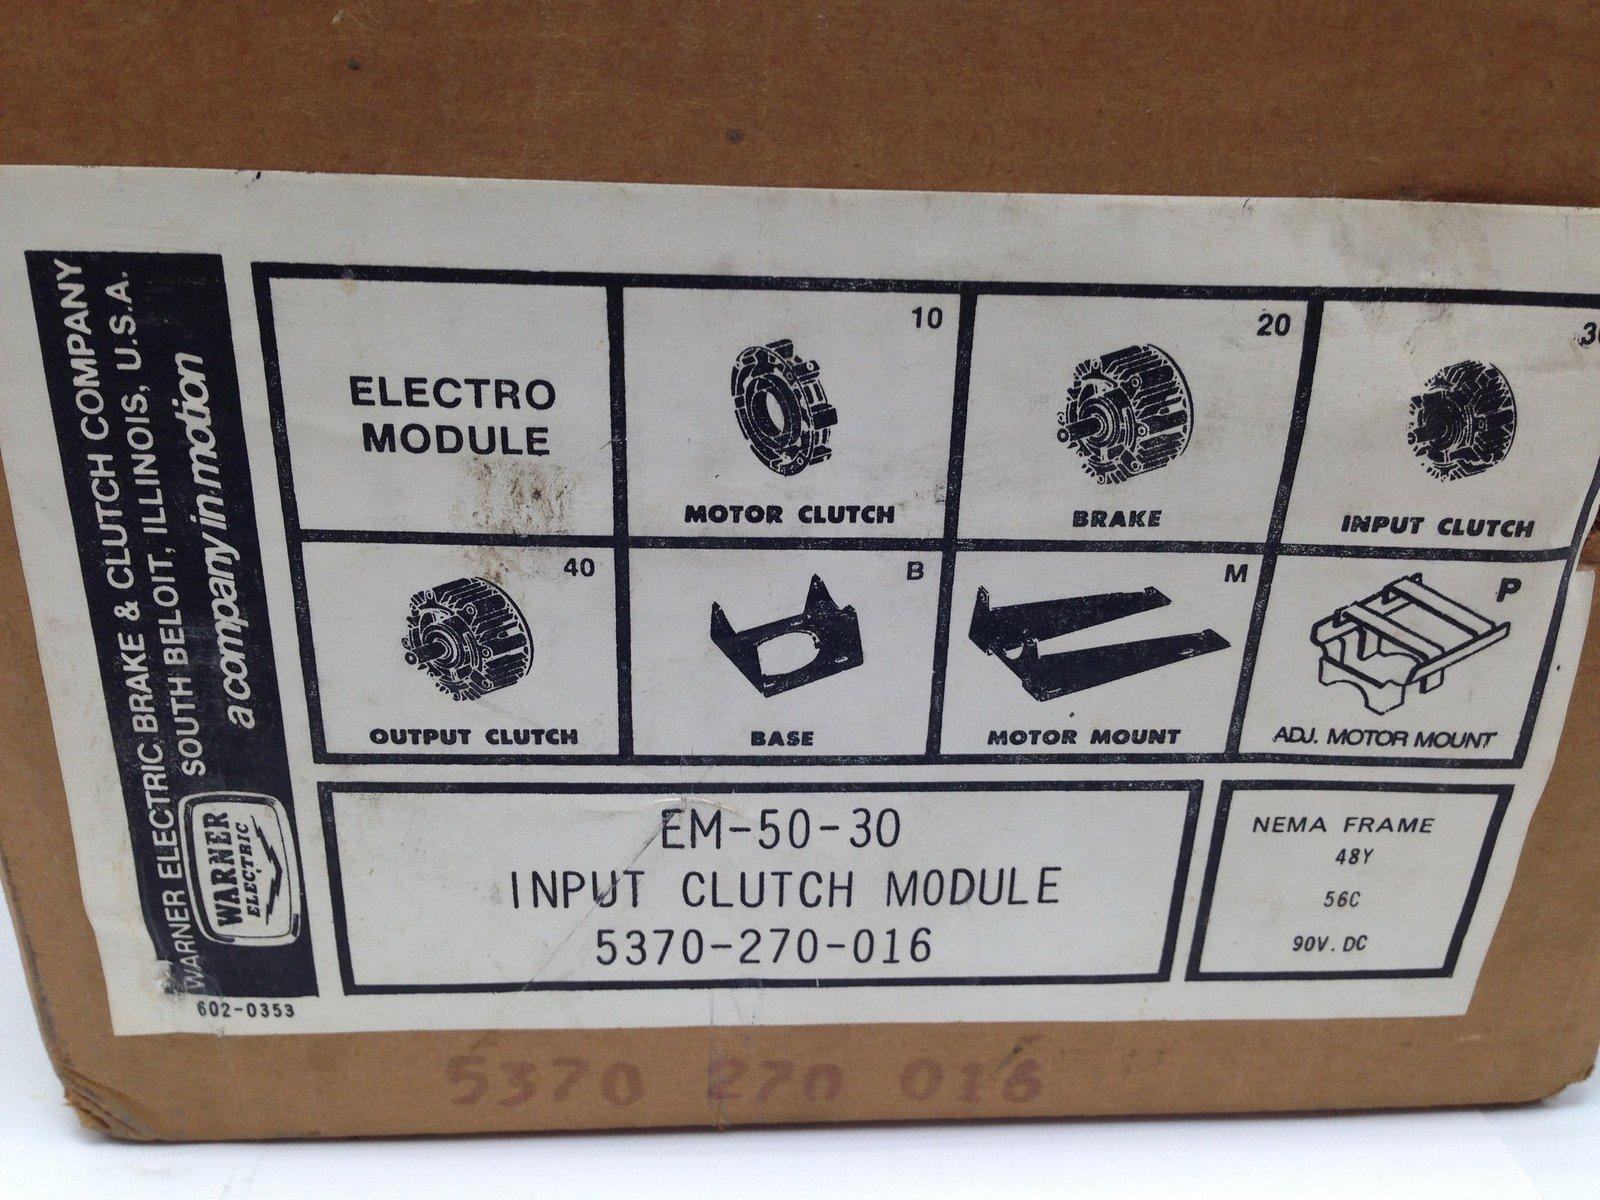 WARNER ELECTRIC BRAKE & CLUTCH COMPANY
SOUTH BELOIT, ILLINOIS, U.S.A.
a company in motion
WARNER
ELECTRIC
602-0353
ELECTRO
MODULE
10
MOTOR CLUTCH
20
BRAKE
30
INPUT CLUTCH
40
OUTPUT CLUTCH
B
BASE
M
MOTOR MOUNT
P
ADJ. MOTOR MOUNT
EM-50-30
INPUT CLUTCH MODULE
5370-270-016
NEMA FRAME
48Y
56C
90V. DC
5370 270 016